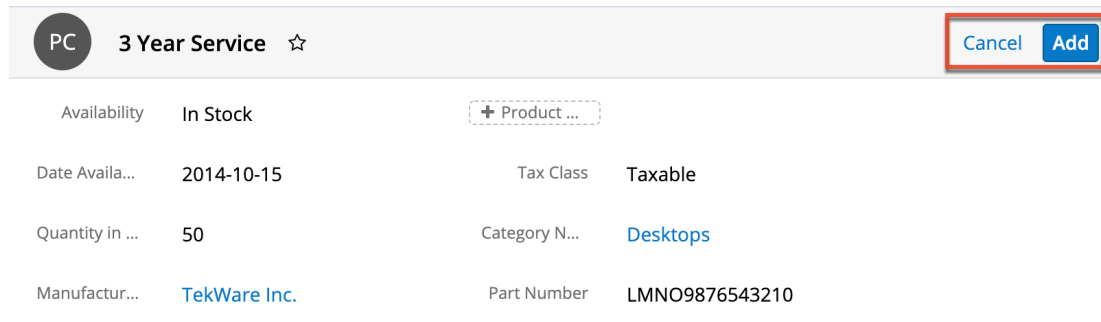 PC 3 Year Service Cancel Add
Availability In Stock + Product ...
Date Availa... 2014-10-15 Tax Class Taxable
Quantity in ... 50 Category N... Desktops
Manufactur... TekWare Inc. Part Number LMNO9876543210